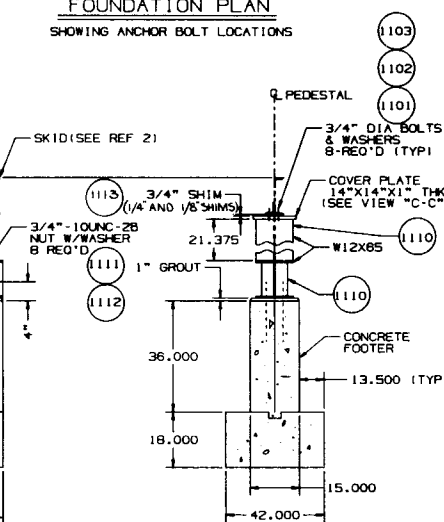 FOUNDATION PLAN
SHOWING ANCHOR BOLT LOCATIONS
1103
1102
1101
℄ PEDESTAL
3/4" DIA BOLTS
& WASHERS
8-REQ'D (TYP)
SKID(SEE REF 2)
COVER PLATE
14"X14"X1" THK
(SEE VIEW "C-C"
1113
3/4" SHIM
(1/4" AND 1/8" SHIMS)
1110
3/4"-10UNC-2B
NUT W/WASHER
8 REQ'D
21.375
W12X65
1111
1" GROUT
1112
1110
4"
36.000
CONCRETE
FOOTER
13.500 (TYP
18.000
15.000
42.000